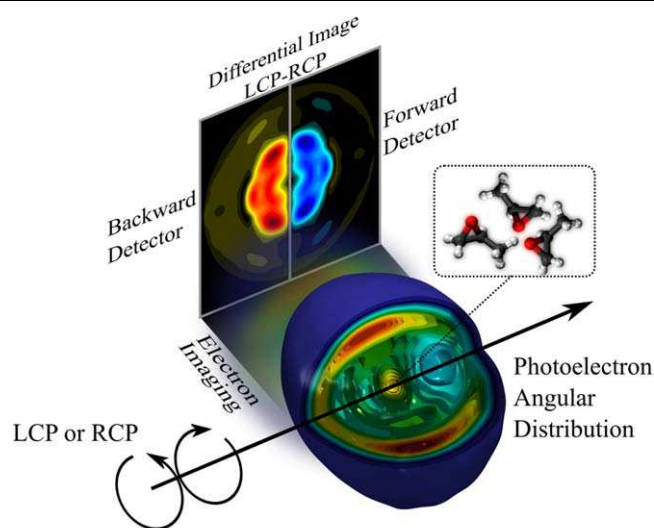 Differential Image
LCP-RCP
Forward
Detector
Backward
Detector
Electron
Imaging
Photoelectron
Angular
Distribution
LCP or RCP